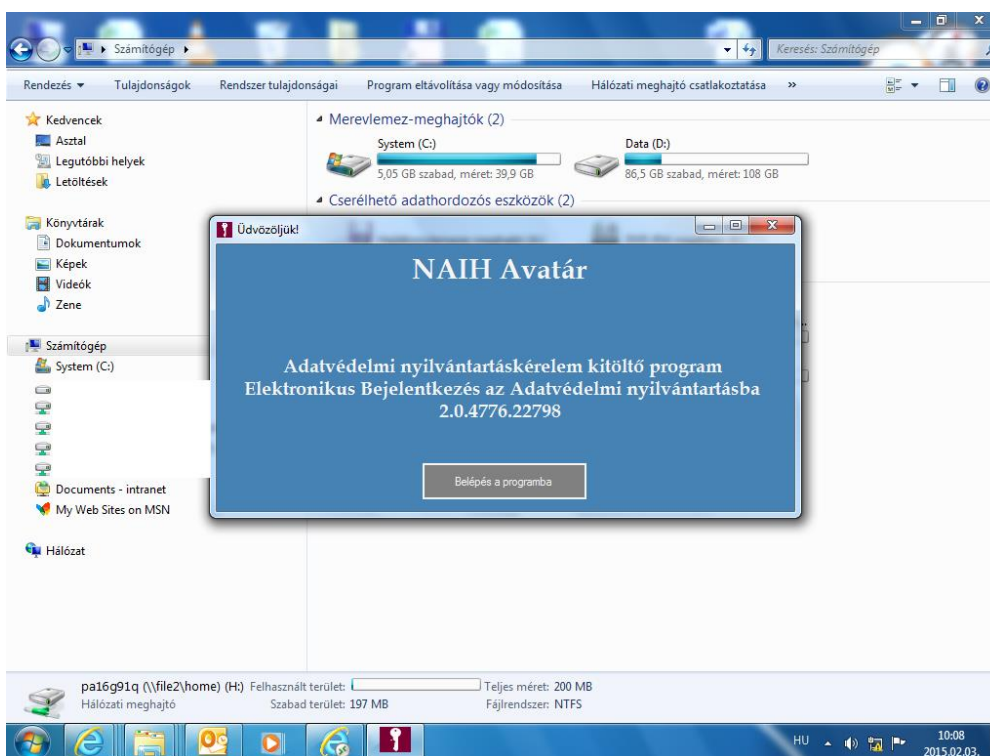 Számítógép
Keresés: Számítógép
Rendezés
Tulajdonságok
Rendszer tulajdonságai
Program eltávolítása vagy módosítása
Hálózati meghajtó csatlakoztatása
»
Kedvencek
Asztal
Legutóbbi helyek
Letöltések
Könyvtárak
Dokumentumok
Képek
Videók
Zene
Számítógép
System (C:)
Documents - intranet
My Web Sites on MSN
Hálózat
Merevlemez-meghajtók (2)
System (C:)
5,05 GB szabad, méret: 39,9 GB
Data (D:)
86,5 GB szabad, méret: 108 GB
Cserélhető adathordozós eszközök (2)
Üdvözöljük!
NAIH Avatár
Adatvédelmi nyilvántartáskérelem kitöltő program
Elektronikus Bejelentkezés az Adatvédelmi nyilvántartásba
2.0.4776.22798
Belépés a programba
pa16g91q (\\file2\home) (H:) Felhasznált terület: Teljes méret: 200 MB
Hálózati meghajtó Szabad terület: 197 MB Fájlrendszer: NTFS
HU
10:08
2015.02.03.